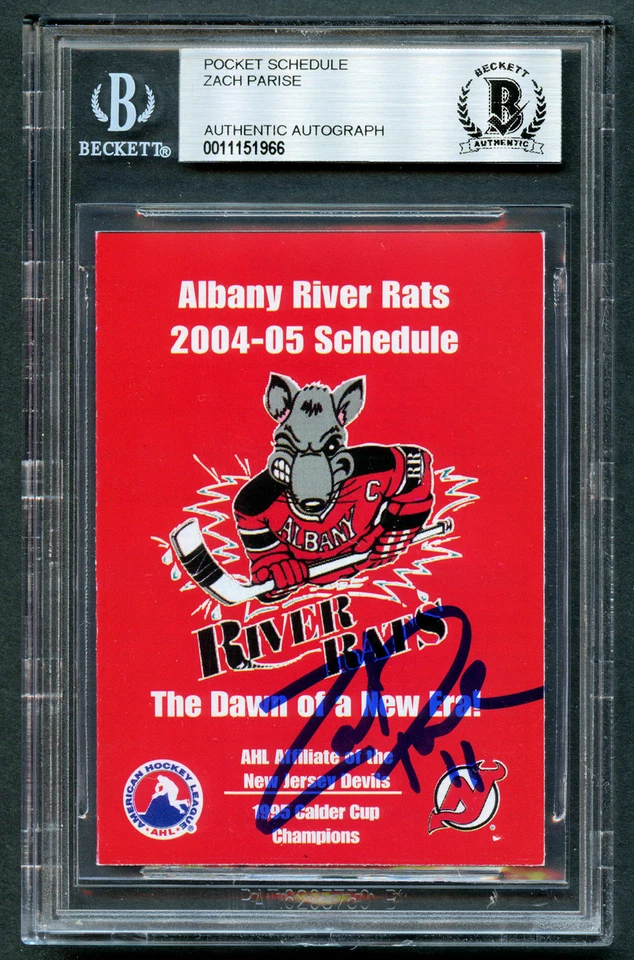 POCKET SCHEDULE
ZACH PARISE
AUTHENTIC AUTOGRAPH
0011151966
B
BECKETT®
BECKETT
B
AUTHENTIC
Albany River Rats
2004-05 Schedule
C
RR
ALBANY
RIVER
RATS
The Dawn of a New Era!
AHL Affiliate of the
New Jersey Devils
1995 Calder Cup
Champions
AMERICAN HOCKEY LEAGUE
AHL
11